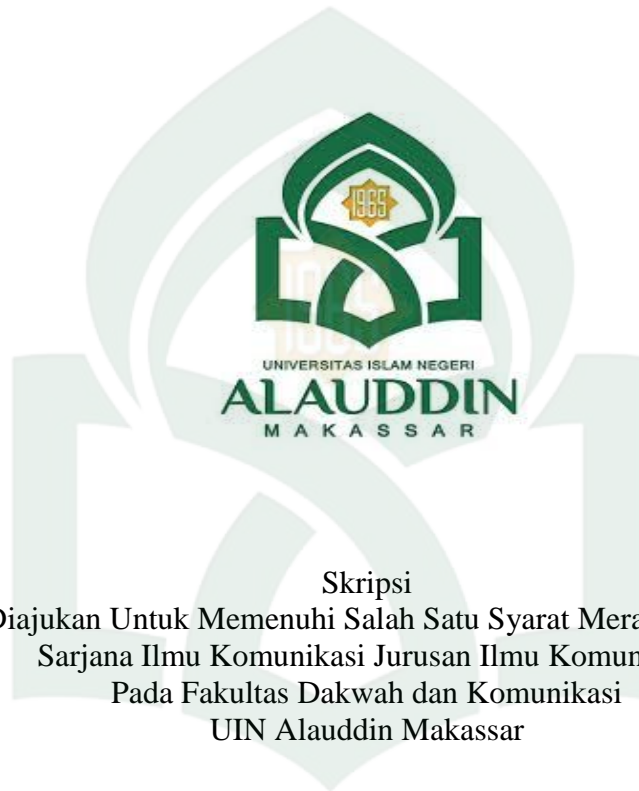 1965
UNIVERSITAS ISLAM NEGERI
ALAUDDIN
MAKASSAR
Skripsi
Diajukan Untuk Memenuhi Salah Satu Syarat
Sarjana Ilmu Komunikasi Jurusan Ilmu
Pada Fakultas Dakwah dan Komunikasi
UIN Alauddin Makassar